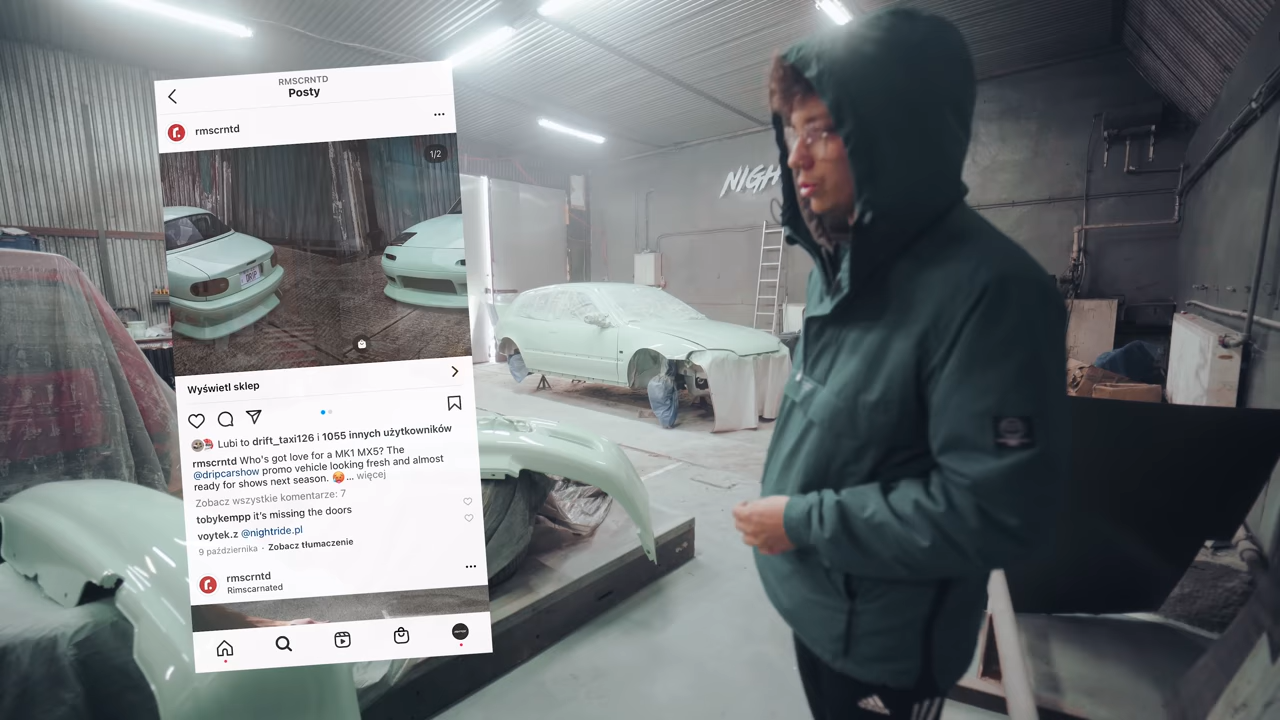 RMSCRNTD
Posty
rmscrntd
1/2
DRIP
Wyświetl sklep
Lubi to drift_taxi126 i 1055 innych użytkowników
rmscrntd Who's got love for a MK1 MX5? The
@dripcarshow promo vehicle looking fresh and almost
ready for shows next season. 🥵... więcej
Zobacz wszystkie komentarze: 7
tobykempp it's missing the doors
voytek.z @nightride.pl
9 października · Zobacz tłumaczenie
rmscrntd
Rimscarnated
NIGH